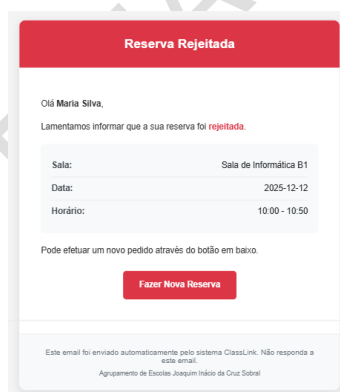 Reserva Rejeitada
Olá Maria Silva,
Lamentamos informar que a sua reserva foi rejeitada.
Sala: Sala de Informática B1
Data: 2025-12-12
Horário: 10:00 - 10:50
Pode efetuar um novo pedido através do botão em baixo.
Fazer Nova Reserva
Este email foi enviado automaticamente pelo sistema ClassLink. Não responda a
este email.
Agrupamento de Escolas Joaquim Inácio da Cruz Sobral